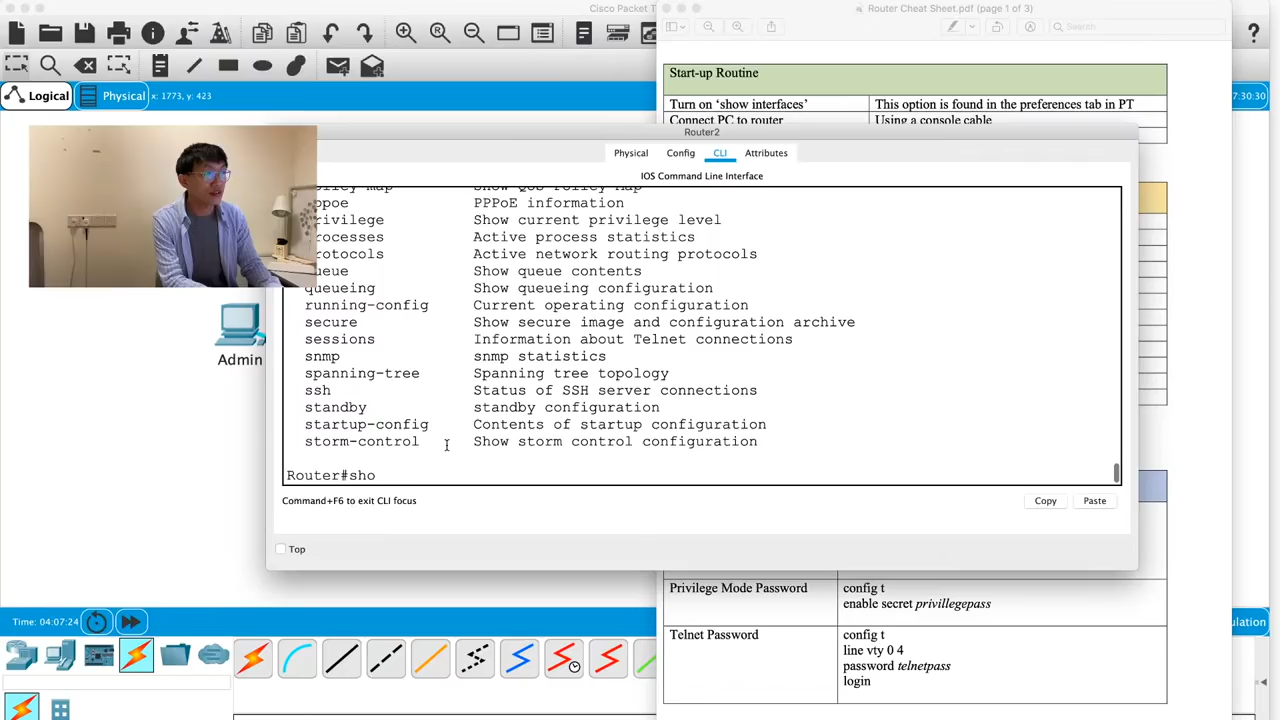 Cisco Packet T
Router Cheat Sheet.pdf (page 1 of 3)
Search
Logical
Physical
x: 1773, y: 423
7:30:30
Start-up Routine
Turn on ‘show interfaces’
This option is found in the preferences tab in PT
Connect PC to router
Using a console cable
Router2
Physical
Config
CLI
Attributes
IOS Command Line Interface
PPPoE information
Show current privilege level
Active process statistics
Active network routing protocols
Show queue contents
queueing Show queueing configuration
running-config Current operating configuration
secure Show secure image and configuration archive
sessions Information about Telnet connections
snmp snmp statistics
spanning-tree Spanning tree topology
ssh Status of SSH server connections
standby standby configuration
startup-config Contents of startup configuration
storm-control Show storm control configuration
Router#sho
Command+F6 to exit CLI focus
Copy
Paste
Top
Admin
Privilege Mode Password
config t
enable secret privillegepass
Telnet Password
config t
line vty 0 4
password telnetpass
login
Time: 04:07:24
ulation